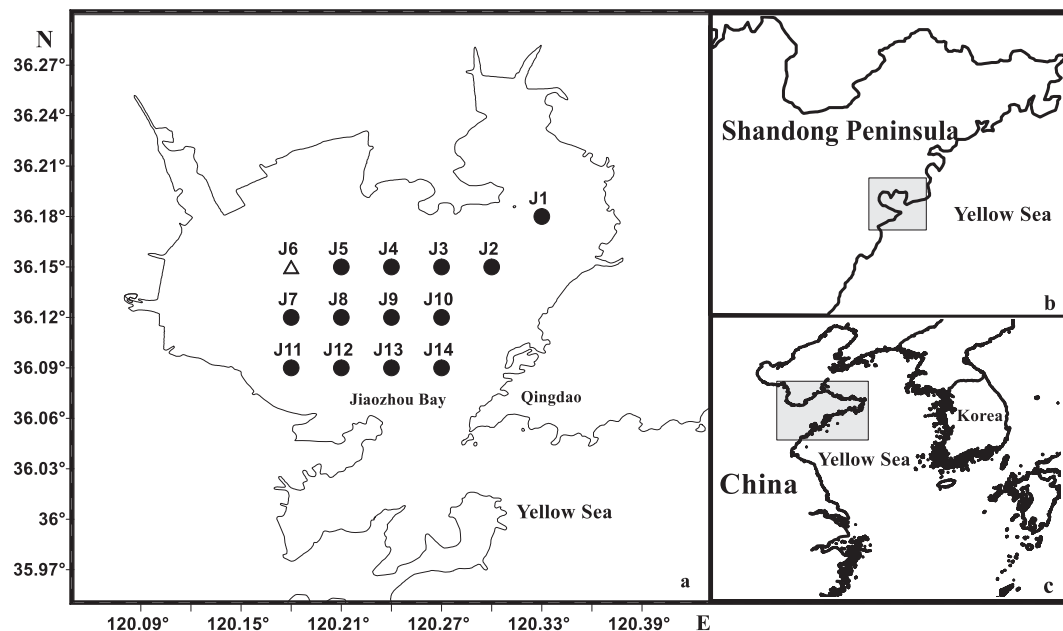 N
36.27°
36.24°
36.21°
36.18°
36.15°
36.12°
36.09°
36.06°
36.03°
36°
35.97°
J1
J6 J5 J4 J3 J2
J7 J8 J9 J10
J11 J12 J13 J14
Jiaozhou Bay
Qingdao
Yellow Sea
a
120.09° 120.15° 120.21° 120.27° 120.33° 120.39° E
Shandong Peninsula
Yellow Sea
b
Korea
Yellow Sea
China
c